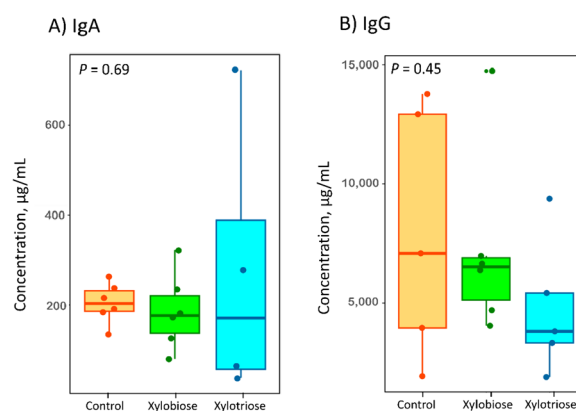 A) IgA
P = 0.69
Concentration, µg/mL
600
400
200
Control Xylobiose Xylotriose
B) IgG
P = 0.45
Concentration, µg/mL
15,000
10,000
5,000
Control Xylobiose Xylotriose